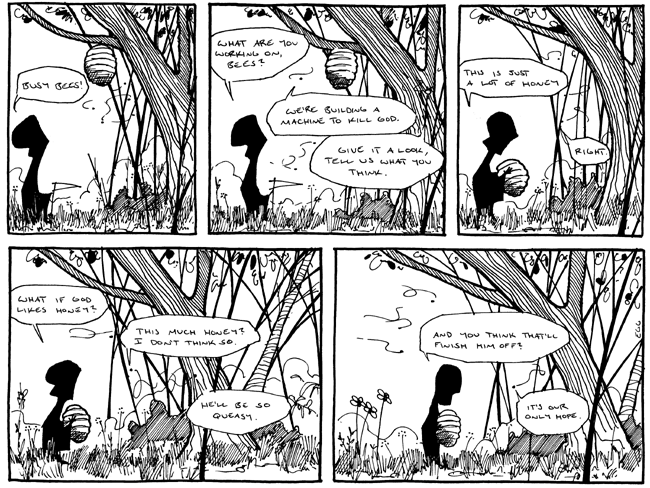 BUSY BEES!
WHAT ARE YOU
WORKING ON,
BEES?
WE'RE BUILDING A
MACHINE TO KILL GOD.
GIVE IT A LOOK,
TELL US WHAT YOU
THINK.
THIS IS JUST
A LOT OF HONEY
RIGHT
WHAT IF GOD
LIKES HONEY?
THIS MUCH HONEY?
I DON'T THINK SO.
HE'LL BE SO
QUEASY.
AND YOU THINK THAT'LL
FINISH HIM OFF?
IT'S OUR
ONLY HOPE.